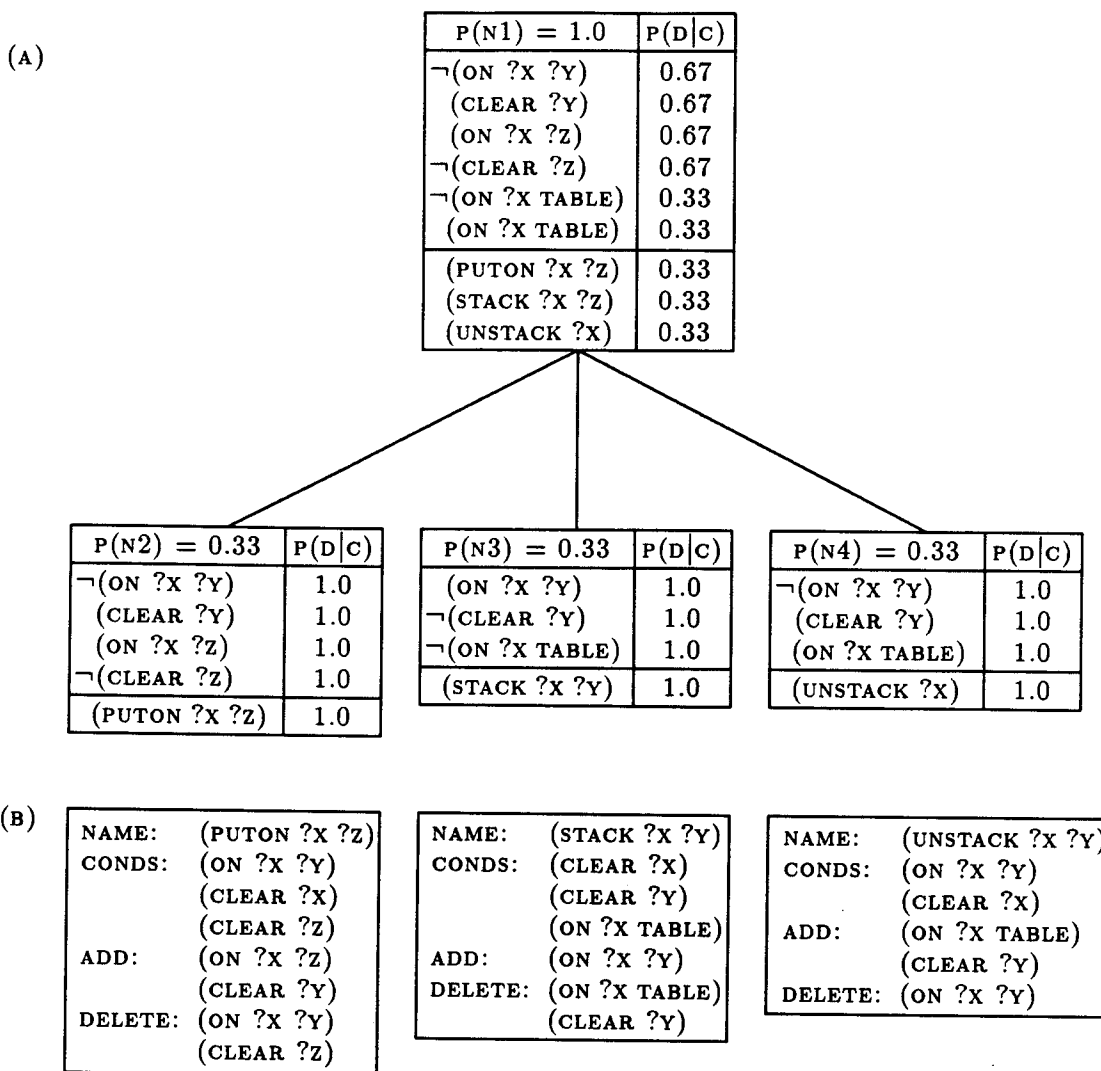 (A)
P(N1) = 1.0 P(D|C)
¬(ON ?X ?Y) 0.67
(CLEAR ?Y) 0.67
(ON ?X ?Z) 0.67
¬(CLEAR ?Z) 0.67
¬(ON ?X TABLE) 0.33
(ON ?X TABLE) 0.33
(PUTON ?X ?Z) 0.33
(STACK ?X ?Z) 0.33
(UNSTACK ?X) 0.33
P(N2) = 0.33 P(D|C)
¬(ON ?X ?Y) 1.0
(CLEAR ?Y) 1.0
(ON ?X ?Z) 1.0
¬(CLEAR ?Z) 1.0
(PUTON ?X ?Z) 1.0
P(N3) = 0.33 P(D|C)
(ON ?X ?Y) 1.0
¬(CLEAR ?Y) 1.0
¬(ON ?X TABLE) 1.0
(STACK ?X ?Y) 1.0
P(N4) = 0.33 P(D|C)
¬(ON ?X ?Y) 1.0
(CLEAR ?Y) 1.0
(ON ?X TABLE) 1.0
(UNSTACK ?X) 1.0
(B)
NAME: (PUTON ?X ?Z)
CONDS: (ON ?X ?Y)
(CLEAR ?X)
(CLEAR ?Z)
ADD: (ON ?X ?Z)
(CLEAR ?Y)
DELETE: (ON ?X ?Y)
(CLEAR ?Z)
NAME: (STACK ?X ?Y)
CONDS: (CLEAR ?X)
(CLEAR ?Y)
(ON ?X TABLE)
ADD: (ON ?X ?Y)
DELETE: (ON ?X TABLE)
(CLEAR ?Y)
NAME: (UNSTACK ?X ?Y)
CONDS: (ON ?X ?Y)
(CLEAR ?X)
ADD: (ON ?X TABLE)
(CLEAR ?Y)
DELETE: (ON ?X ?Y)